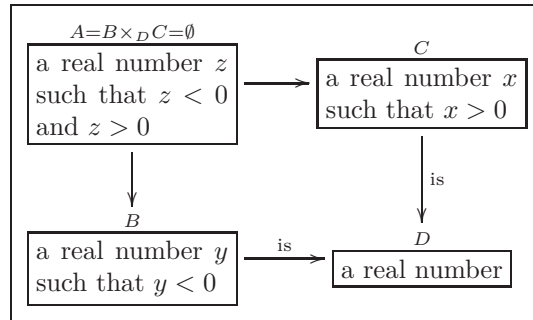 A=B×_DC=∅
a real number z
such that z < 0
and z > 0
C
a real number x
such that x > 0
is
B
a real number y
such that y < 0
is
D
a real number